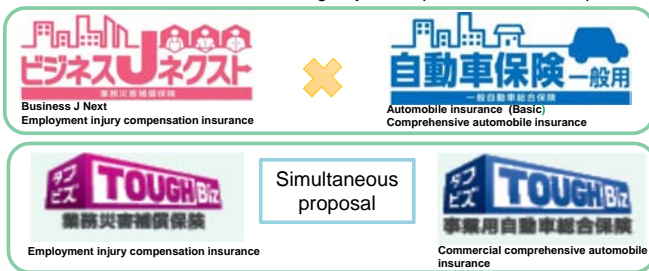 ビジネスJネクスト
業務災害補償保険
Business J Next
Employment injury compensation insurance
自動車保険 一般用
一般自動車総合保険
Automobile insurance (Basic)
Comprehensive automobile insurance
タフビズ TOUGH Biz
業務災害補償保険
Employment injury compensation insurance
Simultaneous
proposal
タフビズ TOUGH Biz
事業用自動車総合保険
Commercial comprehensive automobile
insurance